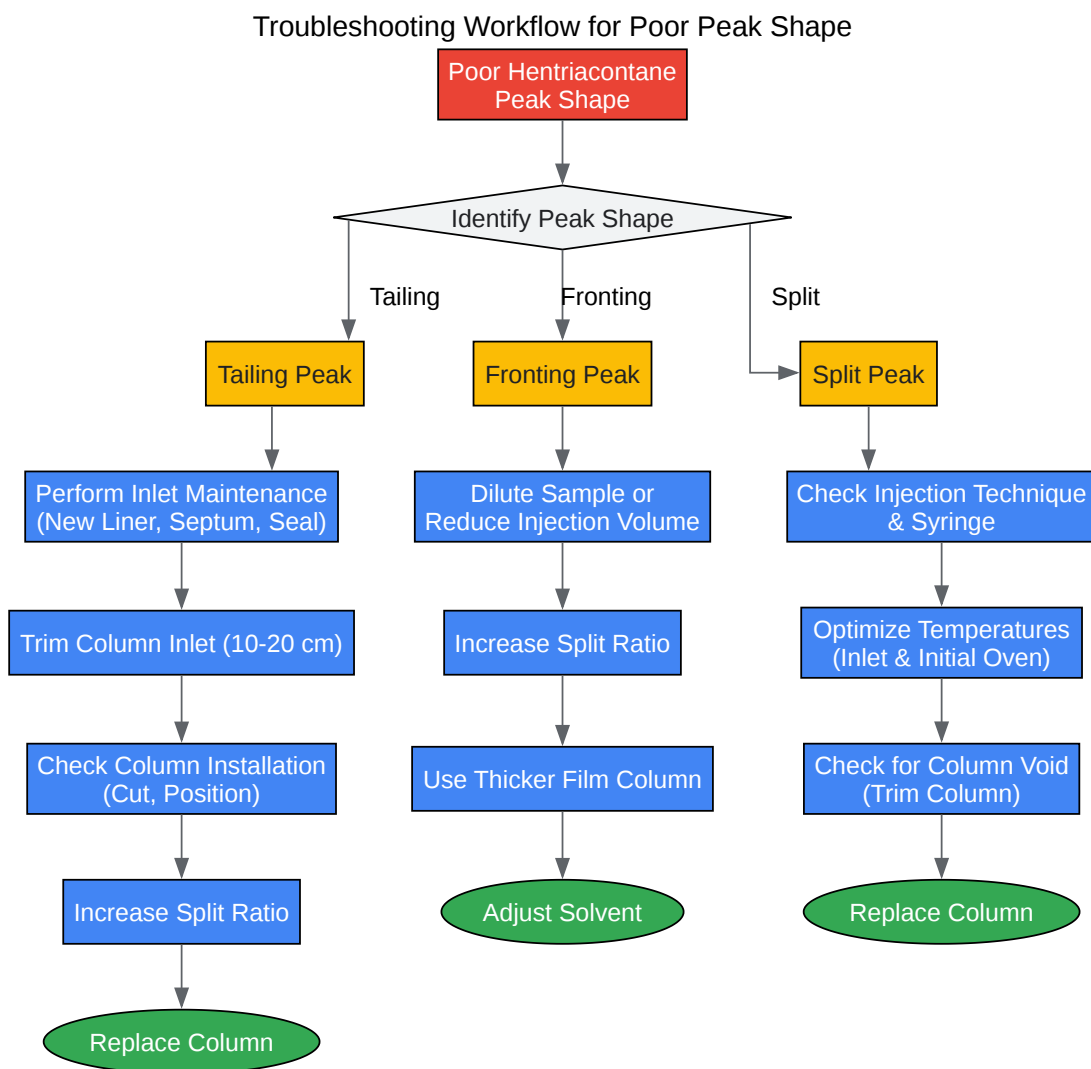 Troubleshooting Workflow for Poor Peak Shape
Poor Hentriacontane
Peak Shape
Identify Peak Shape
Tailing
Fronting
Split
Tailing Peak
Fronting Peak
Split Peak
Perform Inlet Maintenance
(New Liner, Septum, Seal)
Dilute Sample or
Reduce Injection Volume
Check Injection Technique
& Syringe
Trim Column Inlet (10-20 cm)
Increase Split Ratio
Optimize Temperatures
(Inlet & Initial Oven)
Check Column Installation
(Cut, Position)
Use Thicker Film Column
Check for Column Void
(Trim Column)
Increase Split Ratio
Adjust Solvent
Replace Column
Replace Column